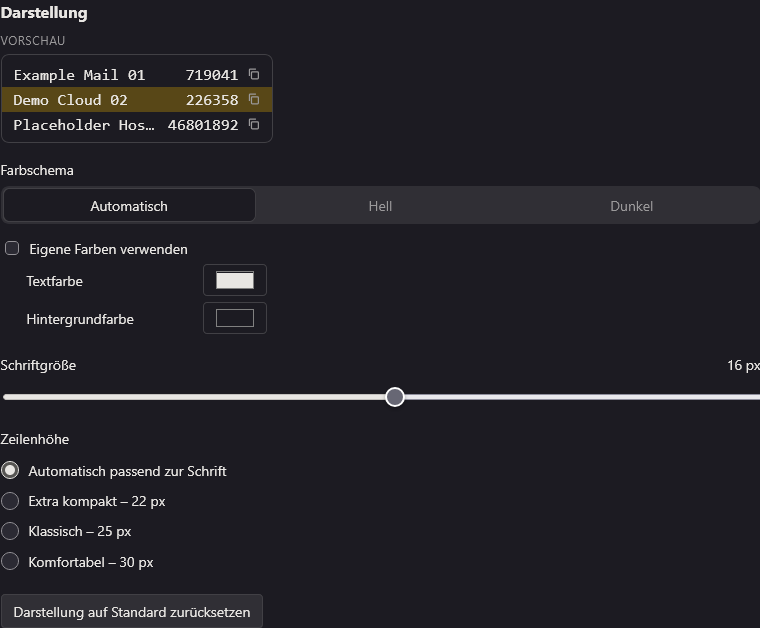 Darstellung
VORSCHAU
Example Mail 01 719041
Demo Cloud 02 226358
Placeholder Hos… 46801892
Farbschema
Automatisch Hell Dunkel
Eigene Farben verwenden
Textfarbe
Hintergrundfarbe
Schriftgröße 16 px
Zeilenhöhe
Automatisch passend zur Schrift
Extra kompakt – 22 px
Klassisch – 25 px
Komfortabel – 30 px
Darstellung auf Standard zurücksetzen